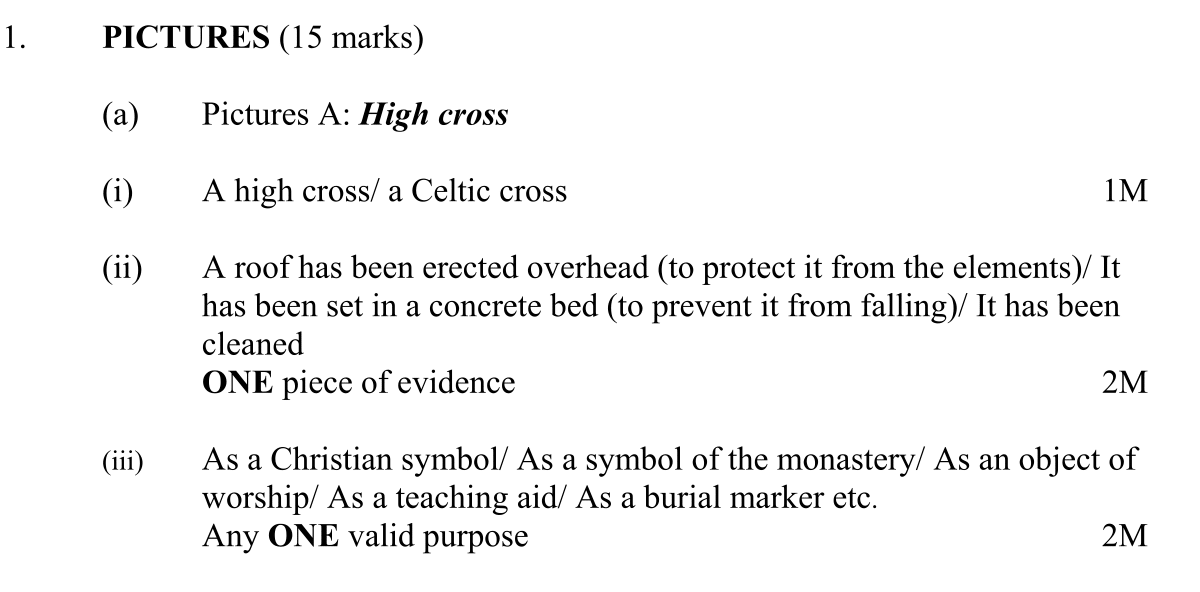 1. PICTURES (15 marks)
(a) Pictures A: High cross
(i) A high cross/ a Celtic cross 1M
(ii) A roof has been erected overhead (to protect it from the elements)/ It
has been set in a concrete bed (to prevent it from falling)/ It has been
cleaned
ONE piece of evidence 2M
(iii) As a Christian symbol/ As a symbol of the monastery/ As an object of
worship/ As a teaching aid/ As a burial marker etc.
Any ONE valid purpose 2M